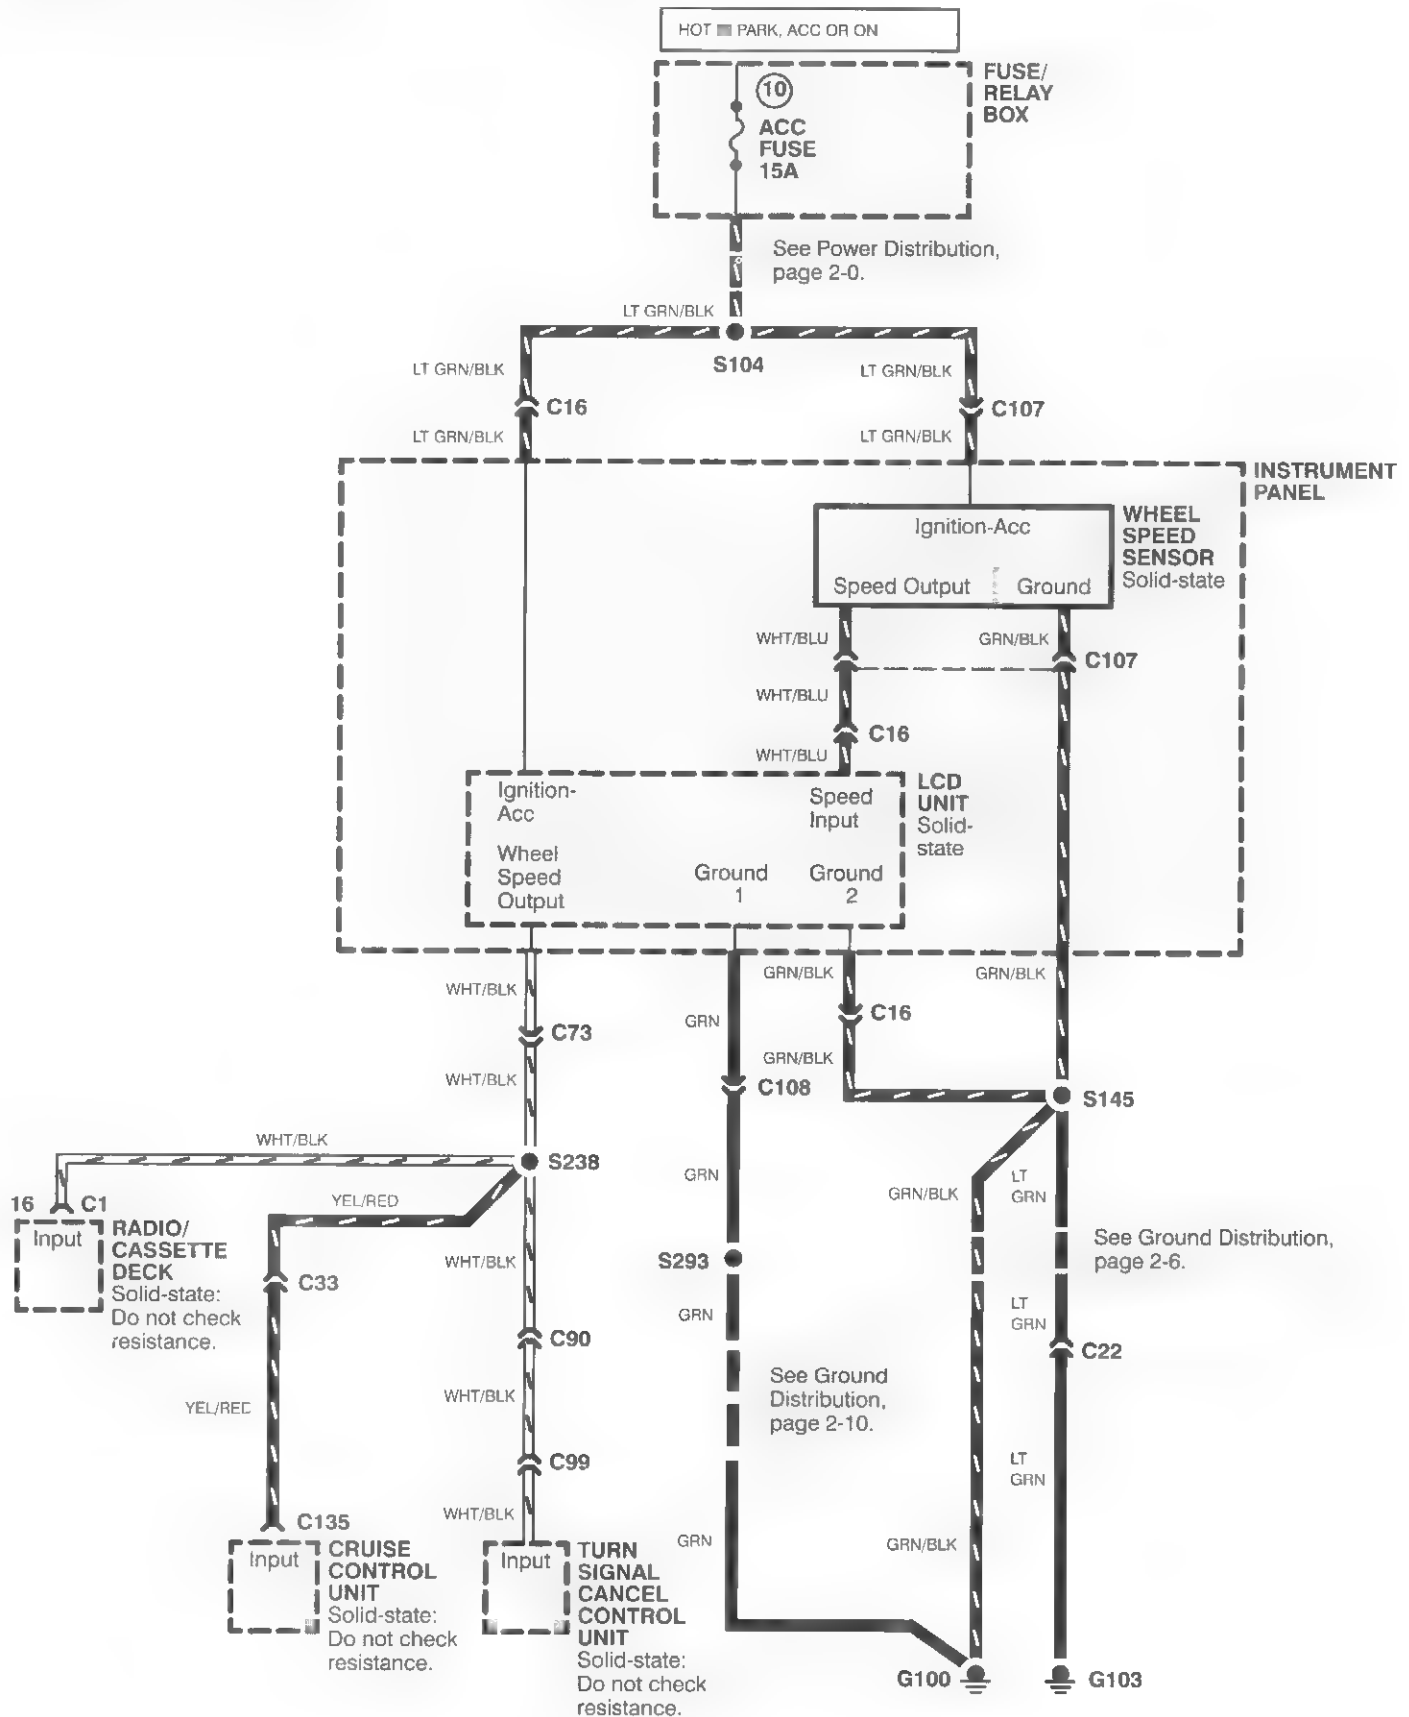 HOT PARK, ACC OR ON
FUSE/
RELAY
BOX
10
ACC
FUSE
15A
See Power Distribution,
page 2-0.
LT GRN/BLK
S104
LT GRN/BLK
LT GRN/BLK
C16
C107
LT GRN/BLK
LT GRN/BLK
INSTRUMENT
PANEL
Ignition-Acc
Speed Output
Ground
WHEEL
SPEED
SENSOR
Solid-state
WHT/BLU
GRN/BLK
C107
WHT/BLU
C16
WHT/BLU
Ignition-
Acc
Speed
Input
Wheel
Speed
Output
Ground
1
Ground
2
LCD
UNIT
Solid-
state
WHT/BLK
GRN/BLK
GRN/BLK
C73
GRN
C16
WHT/BLK
GRN/BLK
C108
S145
WHT/BLK
S238
GRN
GRN/BLK
LT
GRN
16
C1
Input
RADIO/
CASSETTE
DECK
Solid-state:
Do not check
resistance.
YEL/RED
C33
WHT/BLK
S293
See Ground Distribution,
page 2-6.
GRN
LT
GRN
C90
C22
YEL/RED
WHT/BLK
See Ground
Distribution,
page 2-10.
C99
LT
GRN
WHT/BLK
C135
GRN
GRN/BLK
Input
CRUISE
CONTROL
UNIT
Solid-state:
Do not check
resistance.
Input
TURN
SIGNAL
CANCEL
CONTROL
UNIT
Solid-state:
Do not check
resistance.
G100
G103